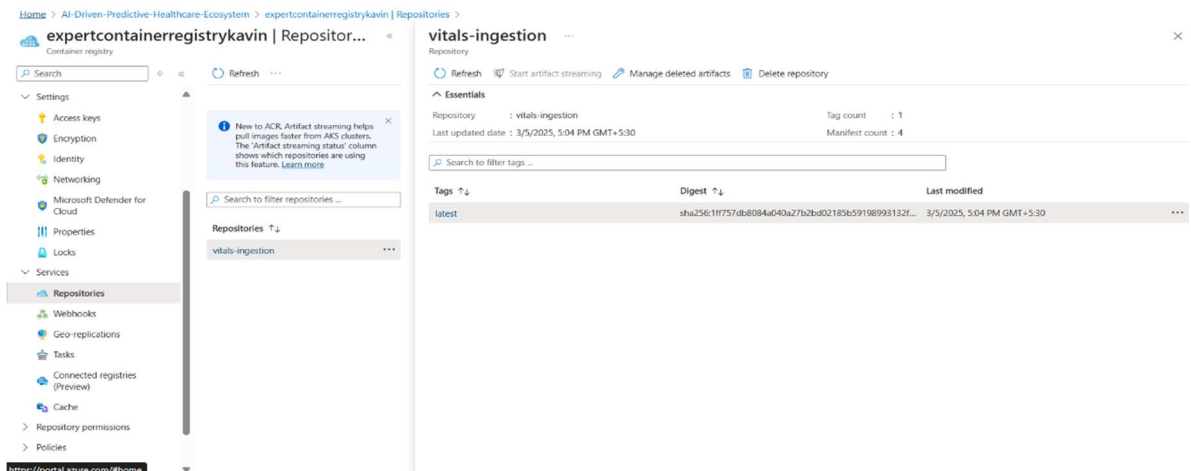 Home > AI-Driven-Predictive-Healthcare-Ecosystem > expertcontainerregistrykavin | Repositories >
expertcontainerregistrykavin | Repositor... «
Container registry
Search
«
Refresh ...
Settings
Access keys
Encryption
Identity
Networking
Microsoft Defender for
Cloud
Properties
Locks
Services
Repositories
Webhooks
Geo-replications
Tasks
Connected registries
(Preview)
Cache
Repository permissions
Policies
https://portal.azure.com/#home
New to ACR, Artifact streaming helps
pull images faster from AKS clusters.
The 'Artifact streaming status' column
shows which repositories are using
this feature. Learn more
Search to filter repositories ...
Repositories ↑↓
vitals-ingestion ...
vitals-ingestion ...
Repository
Refresh Start artifact streaming Manage deleted artifacts Delete repository
Essentials
Repository : vitals-ingestion Tag count : 1
Last updated date : 3/5/2025, 5:04 PM GMT+5:30 Manifest count : 4
Search to filter tags ...
Tags ↑↓ Digest ↑↓ Last modified
latest sha256:1ff757db8084a040a27b2bd02185b59198993132f... 3/5/2025, 5:04 PM GMT+5:30 ...